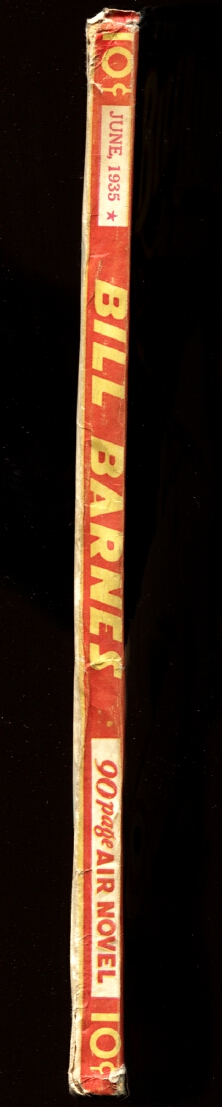 10¢
JUNE, 1935 ★
BILL BARNES
90 page AIR NOVEL
10¢